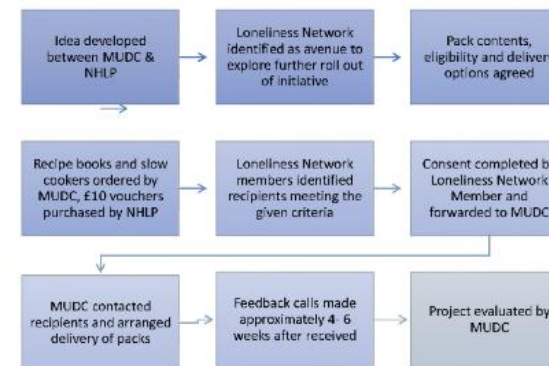 Idea developed
between MUDC &
NHLP
Loneliness Network
identified as avenue to
explore further roll out
of initiative
Pack contents,
eligibility and delivery
options agreed
Recipe books and slow
cookers ordered by
MUDC, £10 vouchers
purchased by NHLP
Loneliness Network
members identified
recipients meeting the
given criteria
Consent completed by
Loneliness Network
Member and
forwarded to MUDC
MUDC contacted
recipients and arranged
delivery of packs
Feedback calls made
approximately 4- 6
weeks after received
Project evaluated by
MUDC